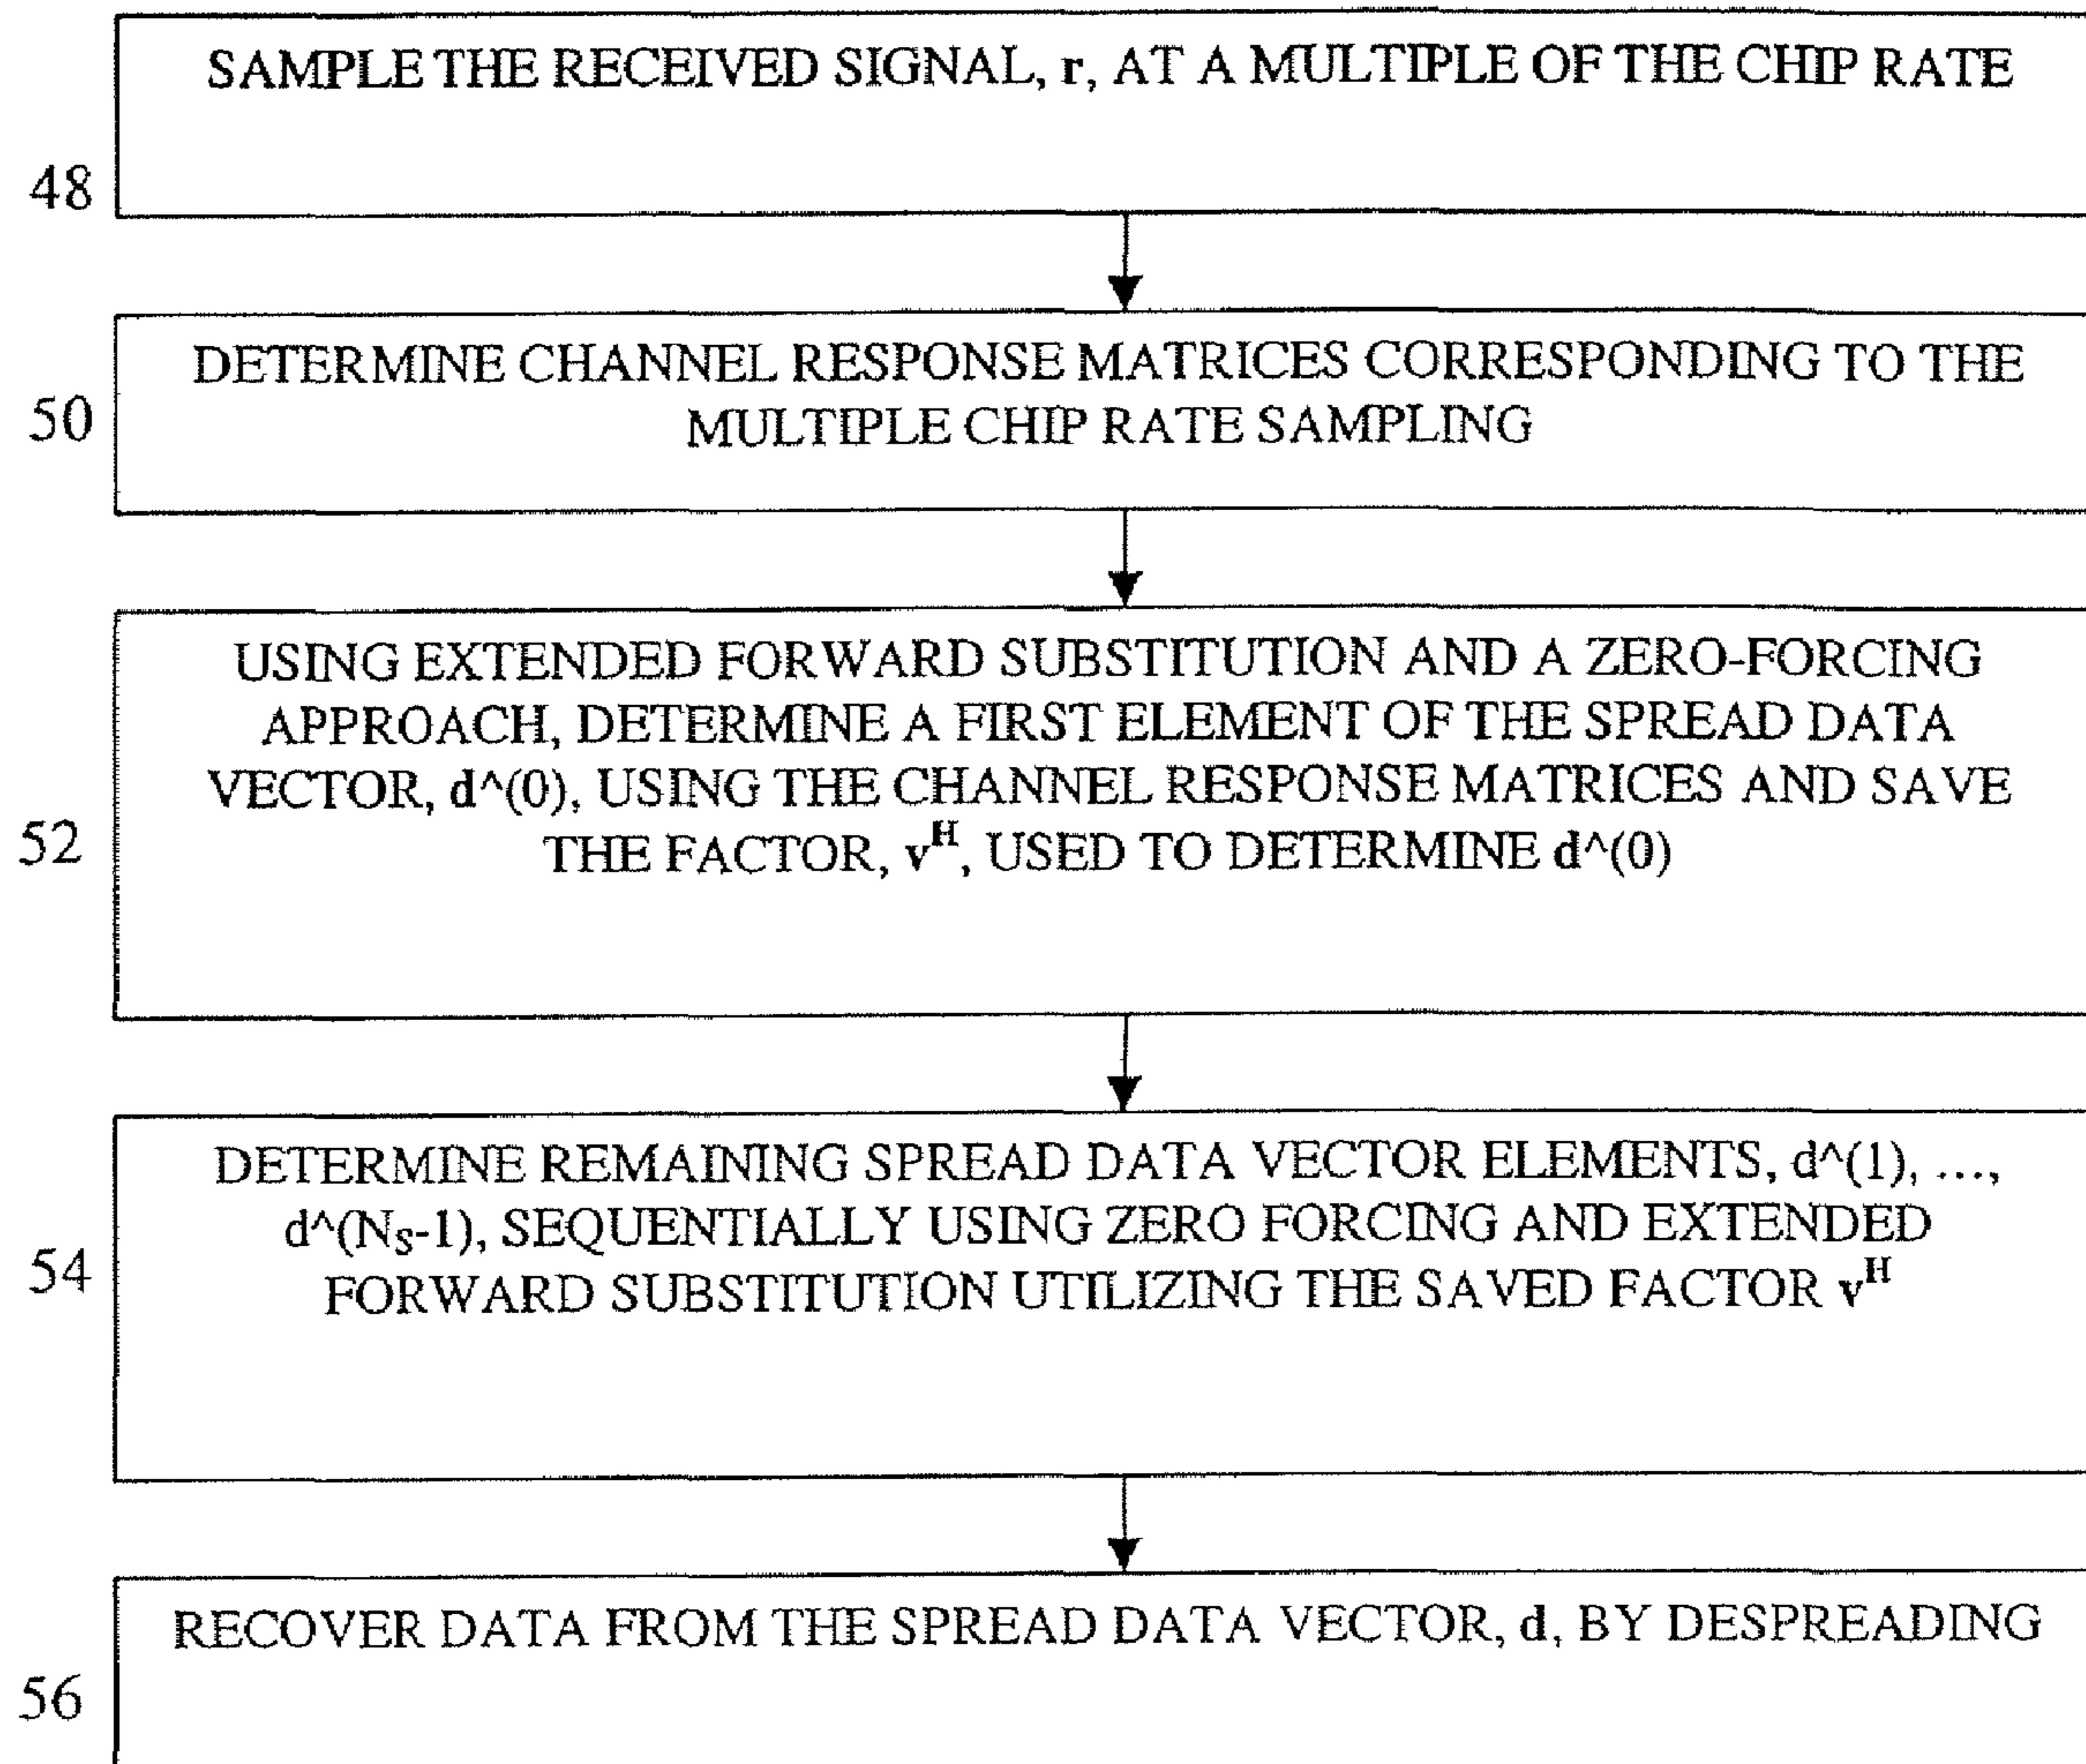 SAMPLE THE RECEIVED SIGNAL, r, AT A MULTIPLE OF THE CHIP RATE
48
DETERMINE CHANNEL RESPONSE MATRICES CORRESPONDING TO THE
MULTIPLE CHIP RATE SAMPLING
50
USING EXTENDED FORWARD SUBSTITUTION AND A ZERO-FORCING
APPROACH, DETERMINE A FIRST ELEMENT OF THE SPREAD DATA
VECTOR, d^(0), USING THE CHANNEL RESPONSE MATRICES AND SAVE
THE FACTOR, v^H, USED TO DETERMINE d^(0)
52
DETERMINE REMAINING SPREAD DATA VECTOR ELEMENTS, d^(1), ...,
d^(N_S-1), SEQUENTIALLY USING ZERO FORCING AND EXTENDED
FORWARD SUBSTITUTION UTILIZING THE SAVED FACTOR v^H
54
RECOVER DATA FROM THE SPREAD DATA VECTOR, d, BY DESPREADING
56